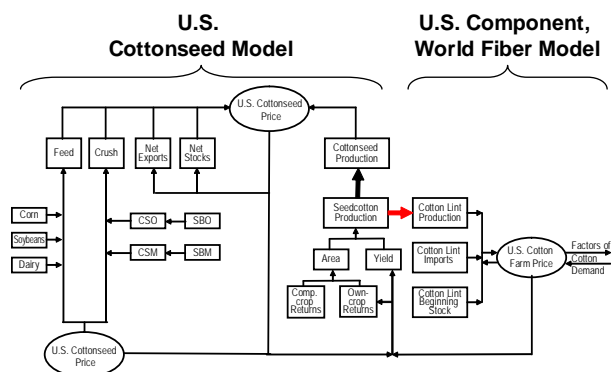 U.S.
Cottonseed Model
U.S. Component,
World Fiber Model
U.S. Cottonseed
Price
Feed
Crush
Net
Exports
Net
Stocks
Cottonseed
Production
Corn
Soybeans
Dairy
CSO
SBO
CSM
SBM
Seedcotton
Production
Cotton Lint
Production
Area
Yield
Cotton Lint
Imports
U.S. Cotton
Farm Price
Factors of
Cotton
Demand
Comp.
crop
Returns
Own-
crop
Returns
Cotton Lint
Beginning
Stock
U.S. Cottonseed
Price